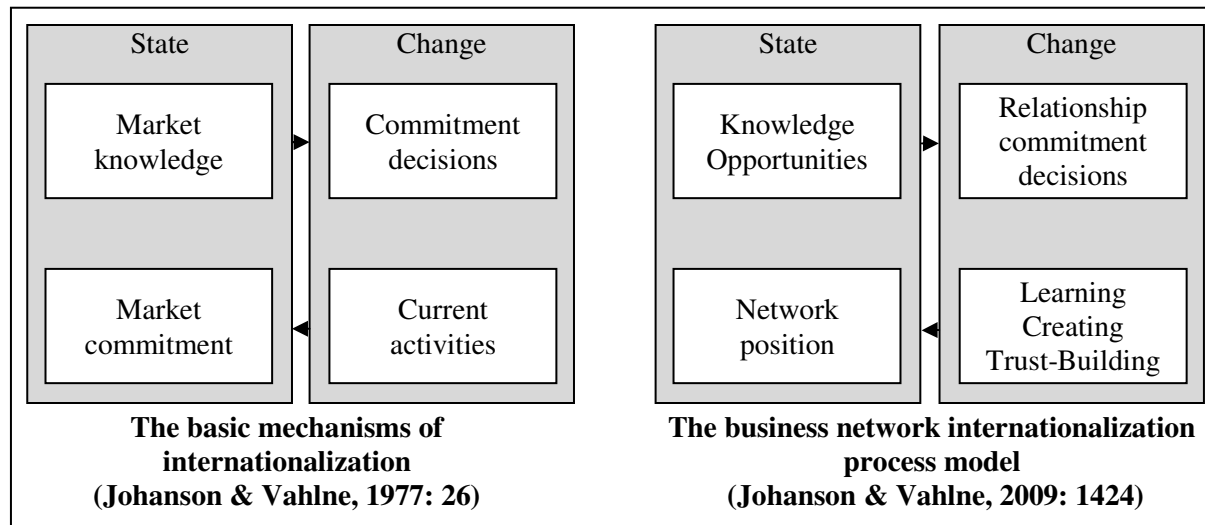 State
Change
Market
knowledge
Commitment
decisions
Market
commitment
Current
activities
The basic mechanisms of
internationalization
(Johanson & Vahlne, 1977: 26)
State
Change
Knowledge
Opportunities
Relationship
commitment
decisions
Network
position
Learning
Creating
Trust-Building
The business network internationalization
process model
(Johanson & Vahlne, 2009: 1424)